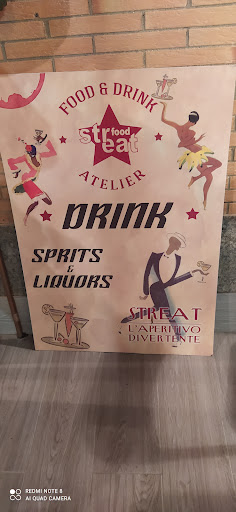 FOOD & DRINK
str food
eat
ATELIER
DRINK
SPRITS
&
LIQUORS
STREAT
L'APERITIVO
DIVERTENTE
REDMI NOTE 8
AI QUAD CAMERA